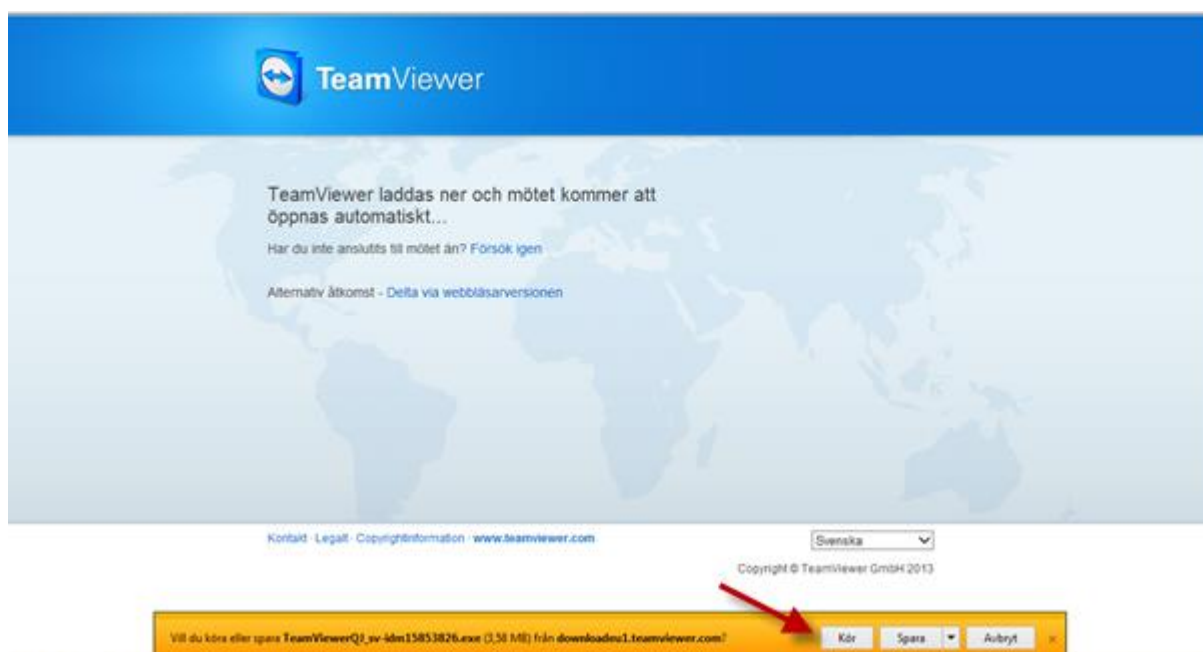 TeamViewer
TeamViewer laddas ner och mötet kommer att
öppnas automatiskt...
Har du inte anslutits till mötet än? Försök igen
Alternativ åtkomst - Delta via webbläsarversionen
Kontakt · Legalt · Copyrightinformation · www.teamviewer.com
Svenska
Copyright © TeamViewer GmbH 2013
Vill du köra eller spara TeamViewerQJ_sv-idm15853826.exe (3,58 MB) från downloadeu1.teamviewer.com?
Kör Spara Avbryt